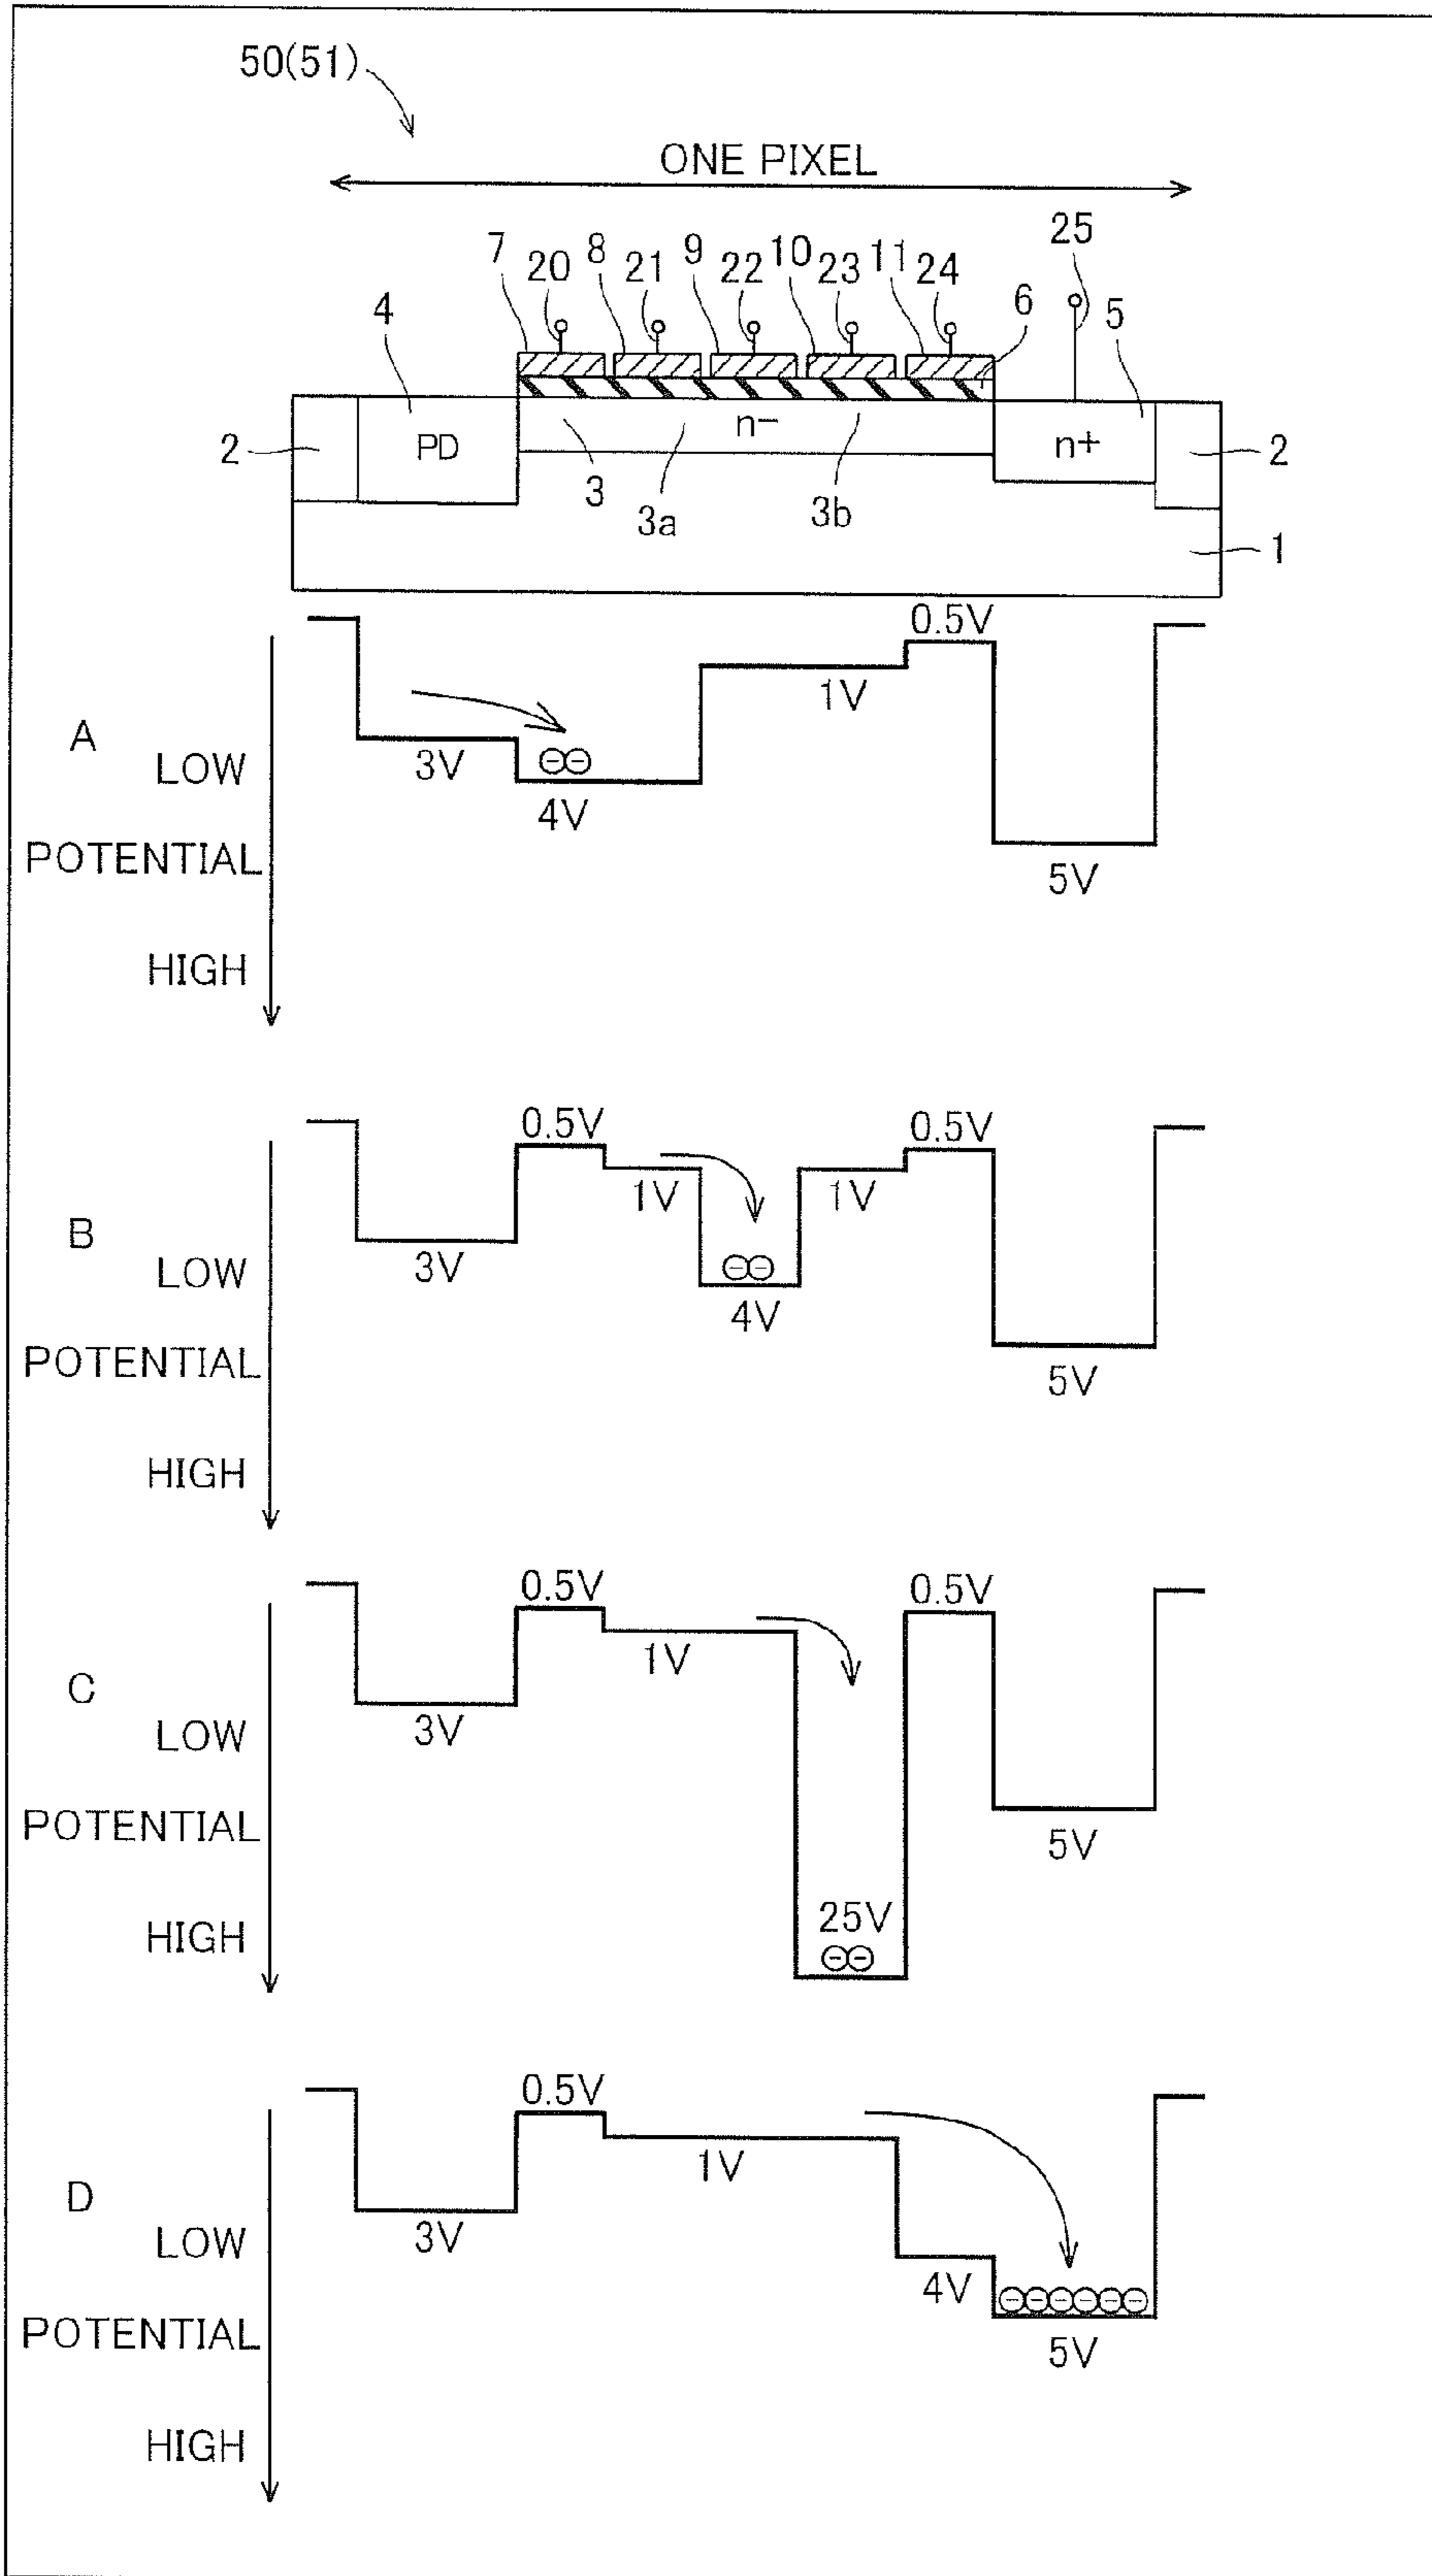 50(51)
ONE PIXEL
7 20 8 21 9 22 10 23 11 24 25
4 6 5
2 PD n- n+ 2
3 3a 3b 1
0.5V
1V
A
LOW
3V
4V
POTENTIAL
5V
HIGH
0.5V 0.5V
1V 1V
B
LOW
3V
4V
POTENTIAL
5V
HIGH
0.5V 0.5V
1V
C
LOW
3V
POTENTIAL
5V
HIGH
25V
0.5V
1V
D
LOW
3V
4V
POTENTIAL
5V
HIGH